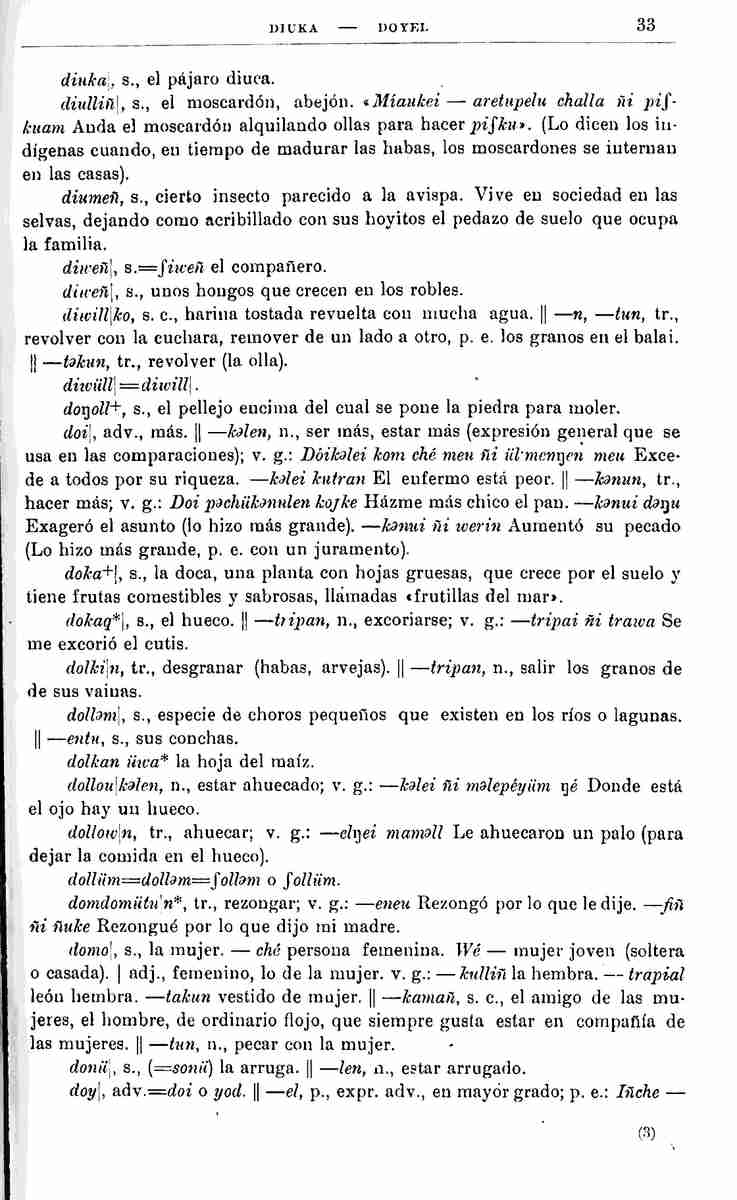 DIUKA — DOYEL 33
diuka|, s., el pájaro diuca.
diulliñ|, s., el moscardón, abejón. «Miaukei — aretupelu challa ñi piʃ-
kuam Anda el moscardón alquilando ollas para hacer piʃku». (Lo dicen los in-
dígenas cuando, en tiempo de madurar las habas, los moscardones se internan
en las casas).
diumeñ, s., cierto insecto parecido a la avispa. Vive en sociedad en las
selvas, dejando como acribillado con sus hoyitos el pedazo de suelo que ocupa
la familia.
diweñ|, s.=ʃiweñ el compañero.
diweñ|, s., unos hongos que crecen en los robles.
diwill|ko, s. c., harina tostada revuelta con mucha agua. || —n, —tun, tr.,
revolver con la cuchara, remover de un lado a otro, p. e. los granos en el balai.
|| —təkun, tr., revolver (la olla).
diwüll|=diwill|.
doŋoll+, s., el pellejo encima del cual se pone la piedra para moler.
doi|, adv., más. || —kəlen, n., ser más, estar más (expresión general que se
usa en las comparaciones); v. g.: Dóikəlei kom ché meu ñi ül·menŋen meu Exce-
de a todos por su riqueza. —kəlei kutran El enfermo está peor. || —kənun, tr.,
hacer más; v. g.: Doi pəchükənulen koʃke Házme más chico el pan. —kənui dəŋu
Exageró el asunto (lo hizo más grande). —kənui ñi werin Aumentó su pecado
(Lo hizo más grande, p. e. con un juramento).
doka+|, s., la doca, una planta con hojas gruesas, que crece por el suelo y
tiene frutas comestibles y sabrosas, llámadas «frutillas del mar».
dokaq*|, s., el hueco. || —tripan, n., excoriarse; v. g.: —tripai ñi trawa Se
me excorió el cutis.
dolki|n, tr., desgranar (habas, arvejas). || —tripan, n., salir los granos de
de sus vainas.
dolləm|, s., especie de choros pequeños que existen en los ríos o lagunas.
|| —entu, s., sus conchas.
dolkan üwa* la hoja del maíz.
dollou|kəlen, n., estar ahuecado; v. g.: —kəlei ñi məlepéyüm ŋé Donde está
el ojo hay un hueco.
dollow|n, tr., ahuecar; v. g.: —elŋei maməll Le ahuecaron un palo (para
dejar la comida en el hueco).
dollüm=dolləm=ʃolləm o ʃollüm.
domdomütu|n*, tr., rezongar; v. g.: —eneu Rezongó por lo que le dije. —fiñ
ñi ñuke Rezongué por lo que dijo mi madre.
domo|, s., la mujer. — ché persona femenina. Wé — mujer joven (soltera
o casada). | adj., femenino, lo de la mujer. v. g.: — kulliñ la hembra. — trapial
león hembra. —takun vestido de mujer. || —kamañ, s. c., el amigo de las mu-
jeres, el hombre, de ordinario flojo, que siempre gusta estar en compañía de
las mujeres. || —tun, n., pecar con la mujer.
donü|, s., (=sonü) la arruga. || —len, n., estar arrugado.
doy|, adv.=doi o yod. || —el, p., expr. adv., en mayór grado; p. e.: Iñche —
(3)